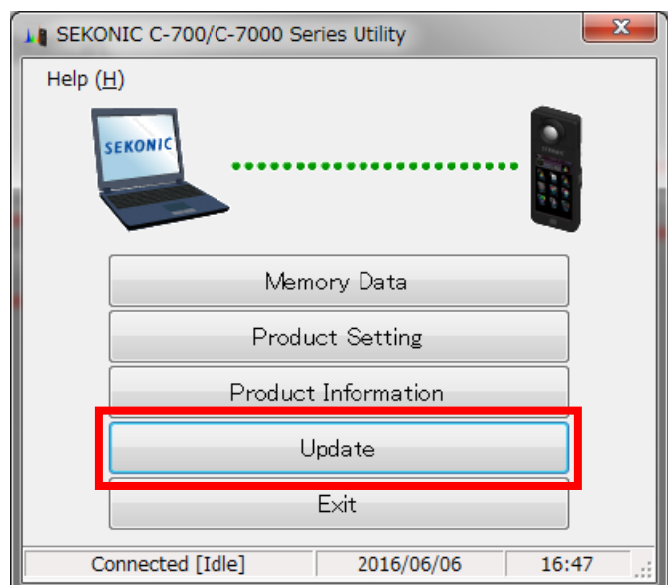 SEKONIC C-700/C-7000 Series Utility
Help (H)
SEKONIC
Memory Data
Product Setting
Product Information
Update
Exit
Connected [Idle] 2016/06/06 16:47